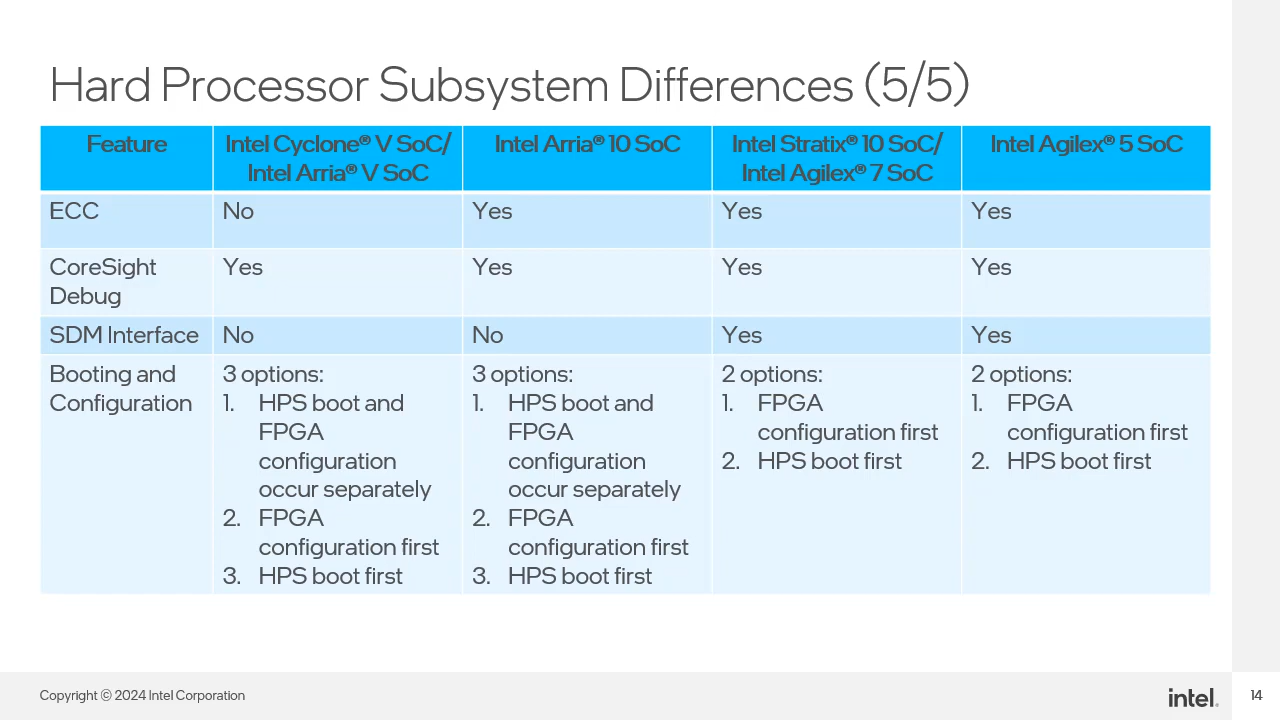 Hard Processor Subsystem Differences (5/5)
Feature
Intel Cyclone® V SoC/
Intel Arria® V SoC
Intel Arria® 10 SoC
Intel Stratix® 10 SoC/
Intel Agilex® 7 SoC
Intel Agilex® 5 SoC
ECC
No
Yes
Yes
Yes
CoreSight
Debug
Yes
Yes
Yes
Yes
SDM Interface
No
No
Yes
Yes
Booting and
Configuration
3 options:
1. HPS boot and
FPGA
configuration
occur separately
2. FPGA
configuration first
3. HPS boot first
3 options:
1. HPS boot and
FPGA
configuration
occur separately
2. FPGA
configuration first
3. HPS boot first
2 options:
1. FPGA
configuration first
2. HPS boot first
2 options:
1. FPGA
configuration first
2. HPS boot first
Copyright © 2024 Intel Corporation
intel.
14